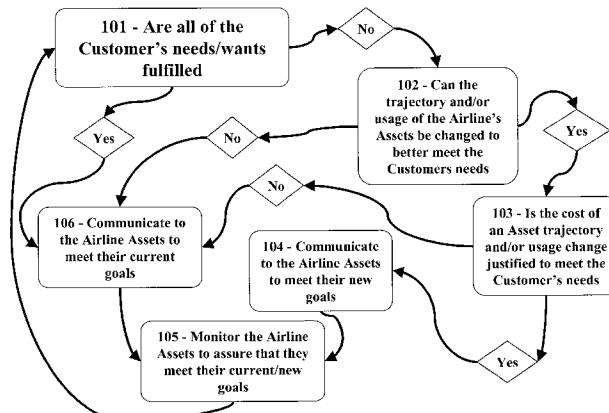 101 - Are all of the
Customer's needs/wants
fulfilled
No
102 - Can the
trajectory and/or
usage of the Airline's
Assets be changed to
better meet the
Customers needs
Yes
No
Yes
No
103 - Is the cost of
an Asset trajectory
and/or usage change
justified to meet the
Customer's needs
106 - Communicate to
the Airline Assets to
meet their current
goals
104 - Communicate
to the Airline Assets
to meet their new
goals
105 - Monitor the Airline
Assets to assure that they
meet their current/new
goals
Yes